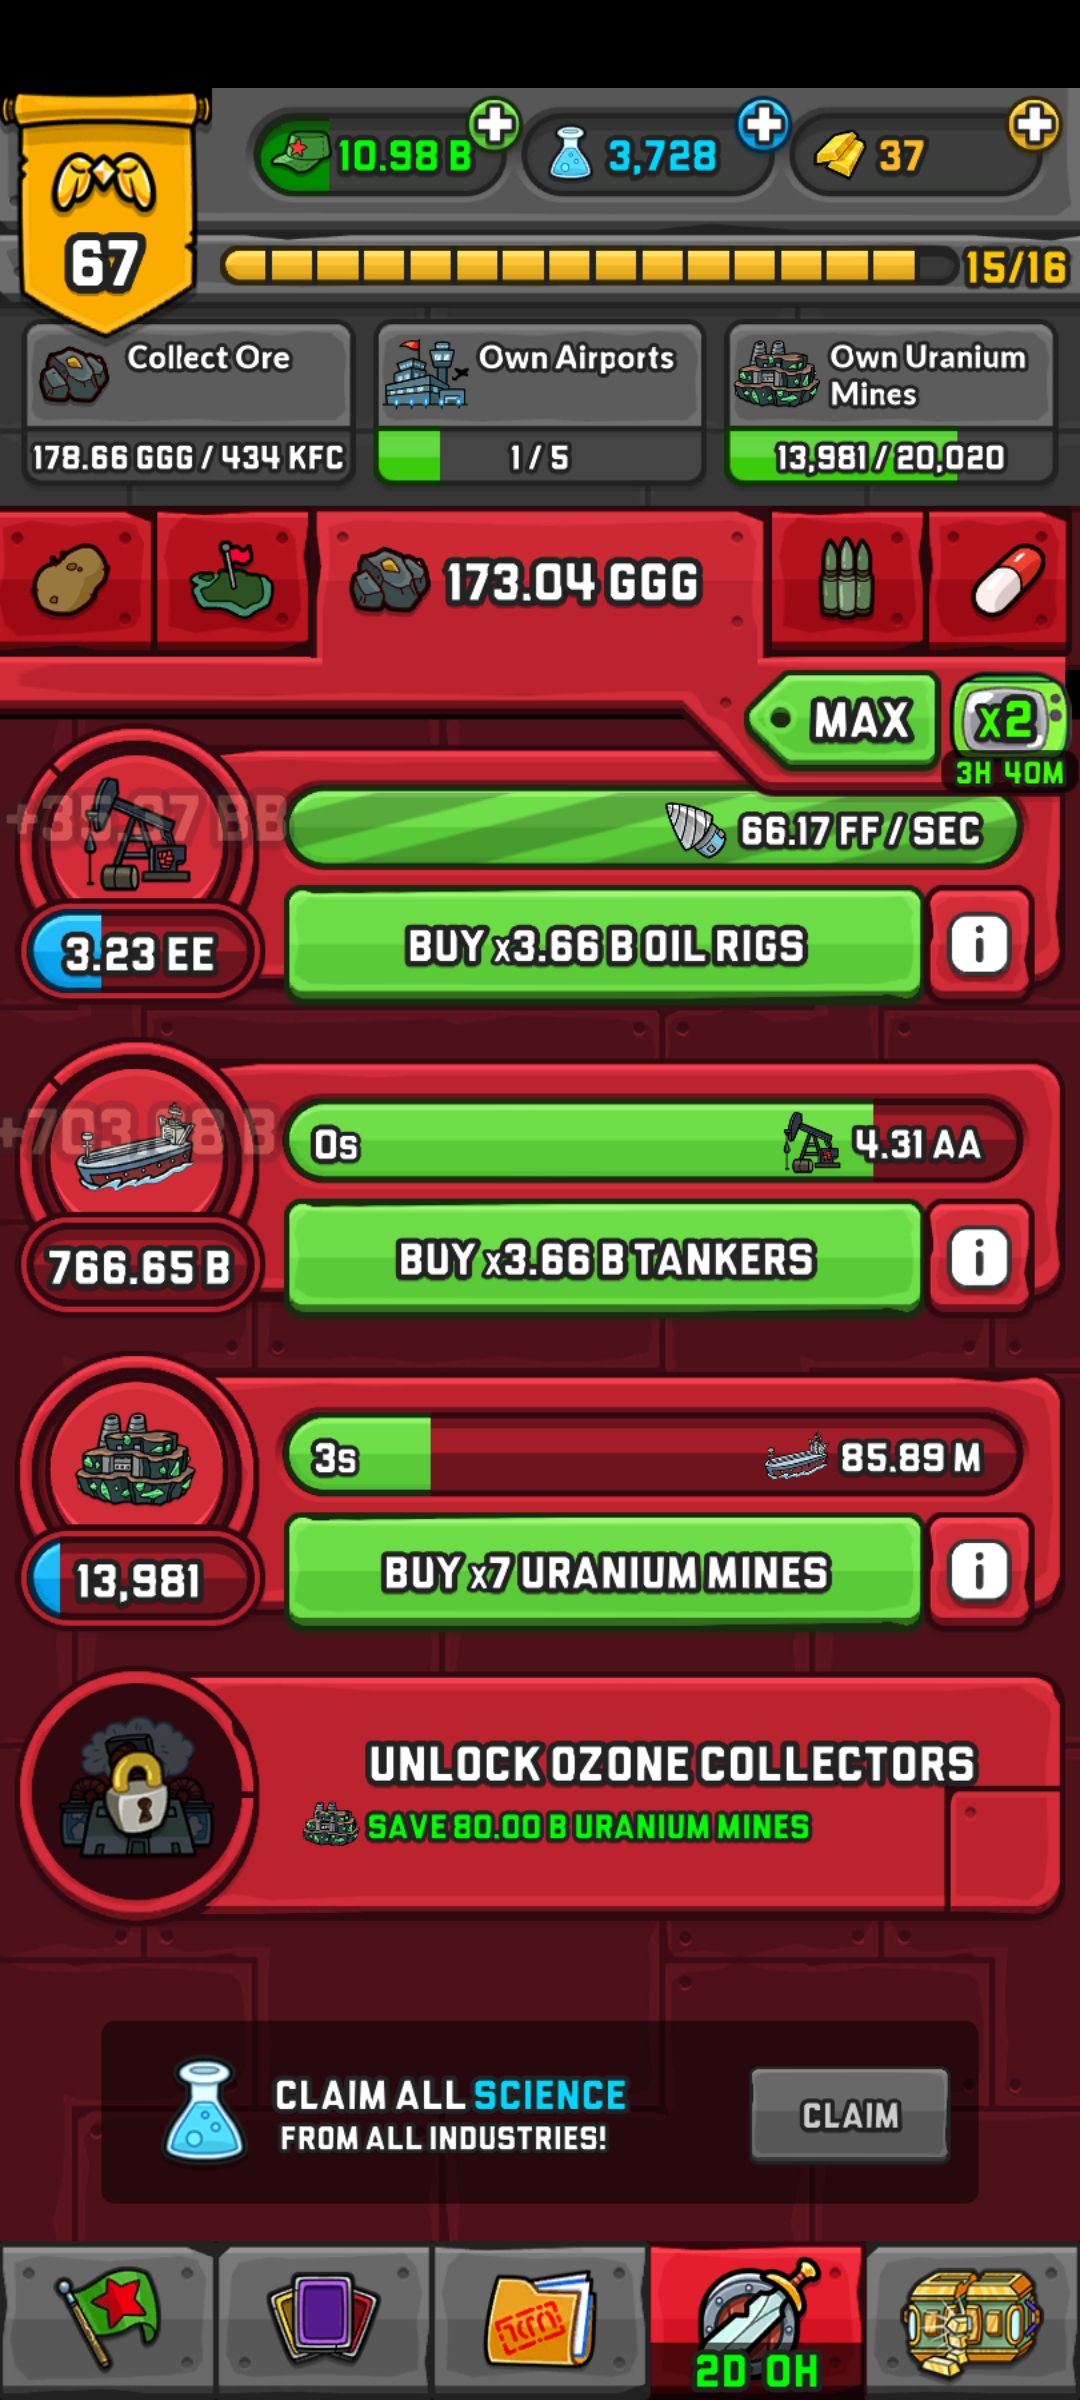 10.98 B
3,728
37
67
15/16
Collect Ore
178.66 GGG / 434 KFC
Own Airports
1 / 5
Own Uranium
Mines
13,981 / 20,020
173.04 GGG
MAX
x2
3H 40M
66.17 FF / SEC
3.23 EE
BUY x3.66 B OIL RIGS
i
0s
4.31 AA
766.65 B
BUY x3.66 B TANKERS
i
3s
85.89 M
13,981
BUY x7 URANIUM MINES
i
UNLOCK OZONE COLLECTORS
SAVE 80.00 B URANIUM MINES
CLAIM ALL SCIENCE
FROM ALL INDUSTRIES!
CLAIM
2D 0H